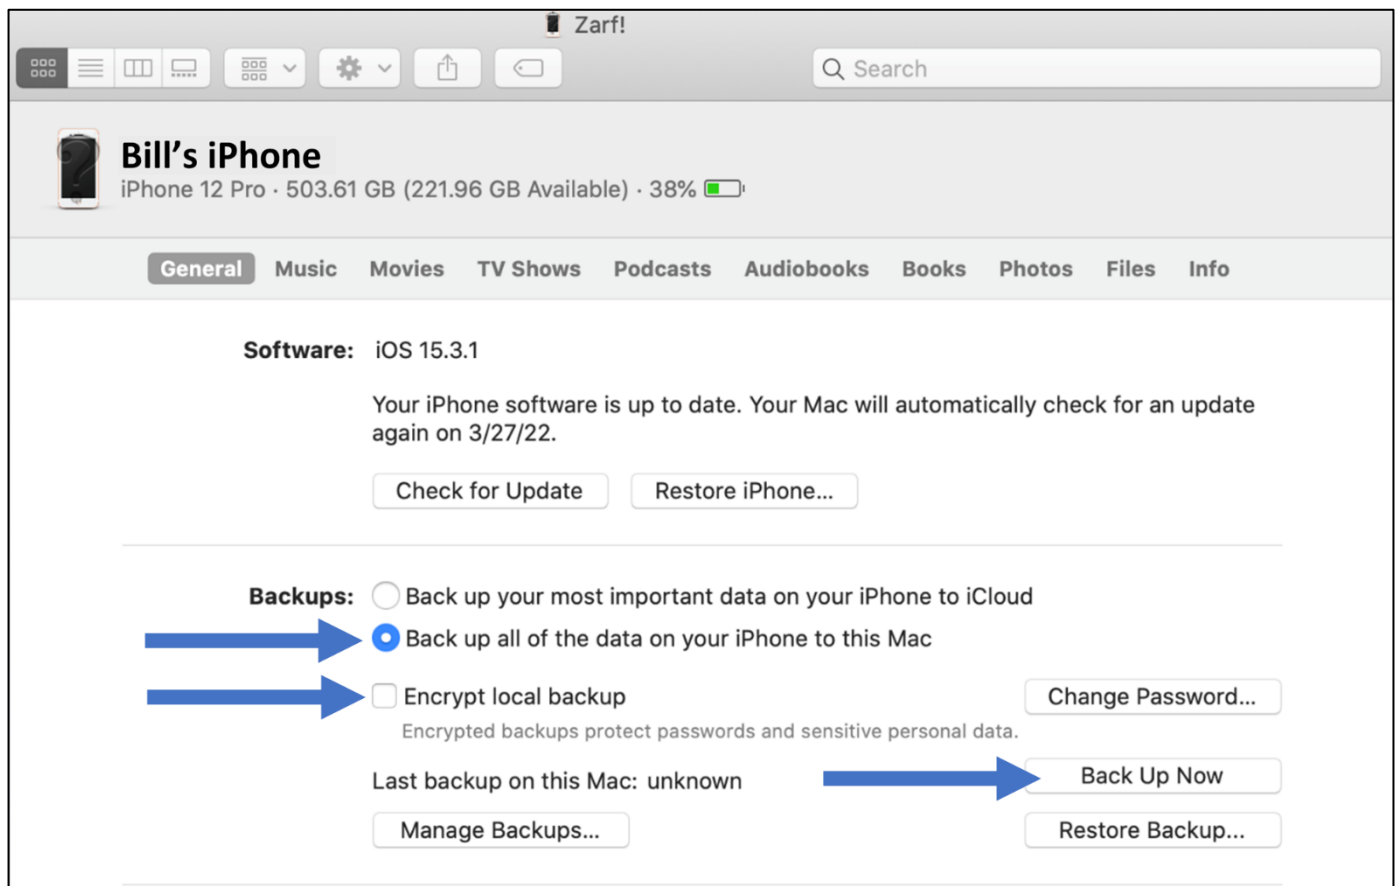 Zarf!
Search
Bill's iPhone
iPhone 12 Pro · 503.61 GB (221.96 GB Available) · 38%
General Music Movies TV Shows Podcasts Audiobooks Books Photos Files Info
Software: iOS 15.3.1
Your iPhone software is up to date. Your Mac will automatically check for an update
again on 3/27/22.
Check for Update Restore iPhone...
Backups: Back up your most important data on your iPhone to iCloud
Back up all of the data on your iPhone to this Mac
Encrypt local backup Change Password...
Encrypted backups protect passwords and sensitive personal data.
Last backup on this Mac: unknown Back Up Now
Manage Backups... Restore Backup...